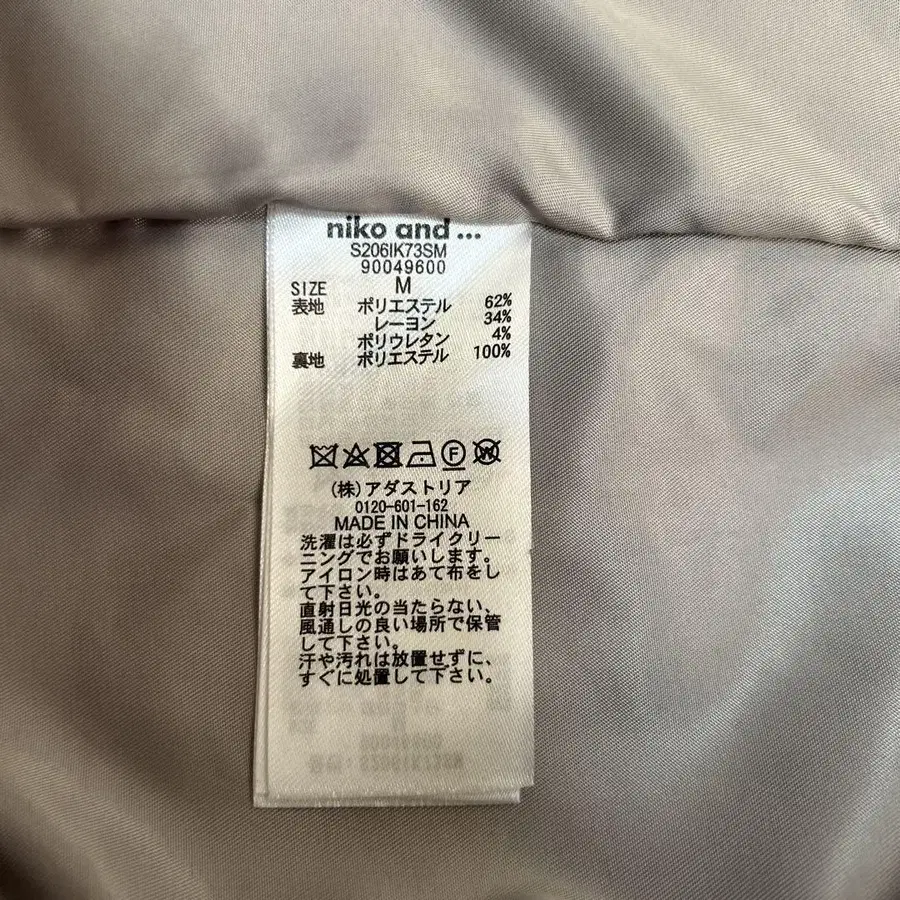 niko and ...
S206IK73SM
90049600
SIZE M
表地 ポリエステル 62%
レーヨン 34%
ポリウレタン 4%
裏地 ポリエステル 100%
F W
(株)アダストリア
0120-601-162
MADE IN CHINA
洗濯は必ずドライクリー
ニングでお願いします。
アイロン時はあて布をし
て下さい。
直射日光の当たらない、
風通しの良い場所で保管
して下さい。
汗や汚れは放置せずに、
すぐに処置して下さい。